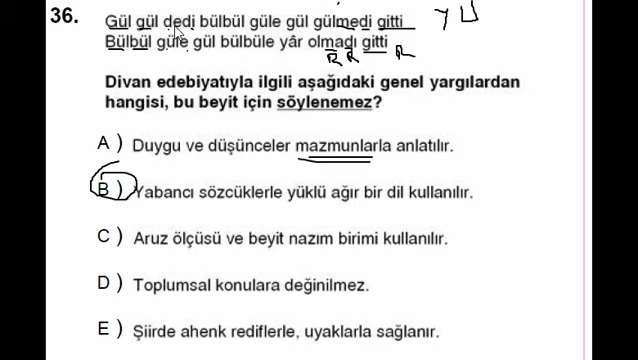 36. Gül gül dedi bülbül güle gül gülmedi gitti
Bülbül güle gül bülbüle yâr olmadı gitti
R R R
Divan edebiyatıyla ilgili aşağıdaki genel yargılardan
hangisi, bu beyit için söylenemez?
A ) Duygu ve düşünceler mazmunlarla anlatılır.
B ) Yabancı sözcüklerle yüklü ağır bir dil kullanılır.
C ) Aruz ölçüsü ve beyit nazım birimi kullanılır.
D ) Toplumsal konulara değinilmez.
E ) Şiirde ahenk rediflerle, uyaklarla sağlanır.